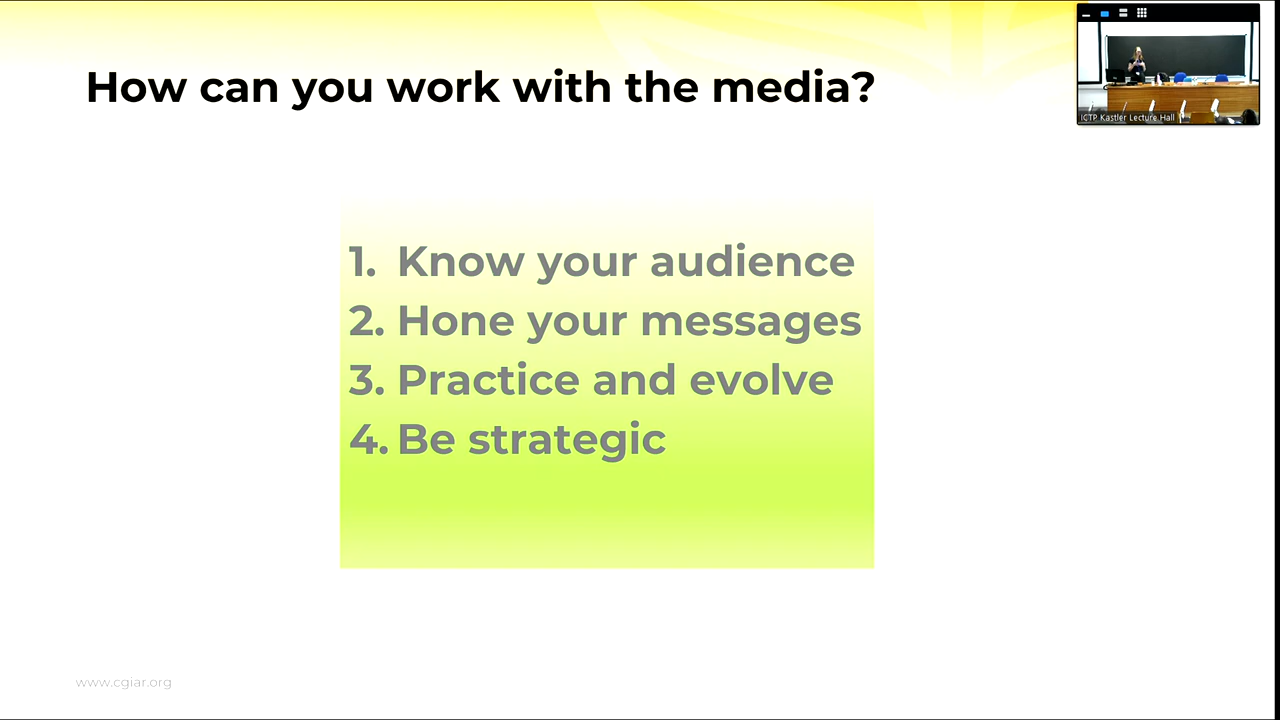 How can you work with the media?
ICTP Kastler Lecture Hall
1. Know your audience
2. Hone your messages
3. Practice and evolve
4. Be strategic
www.cgiar.org